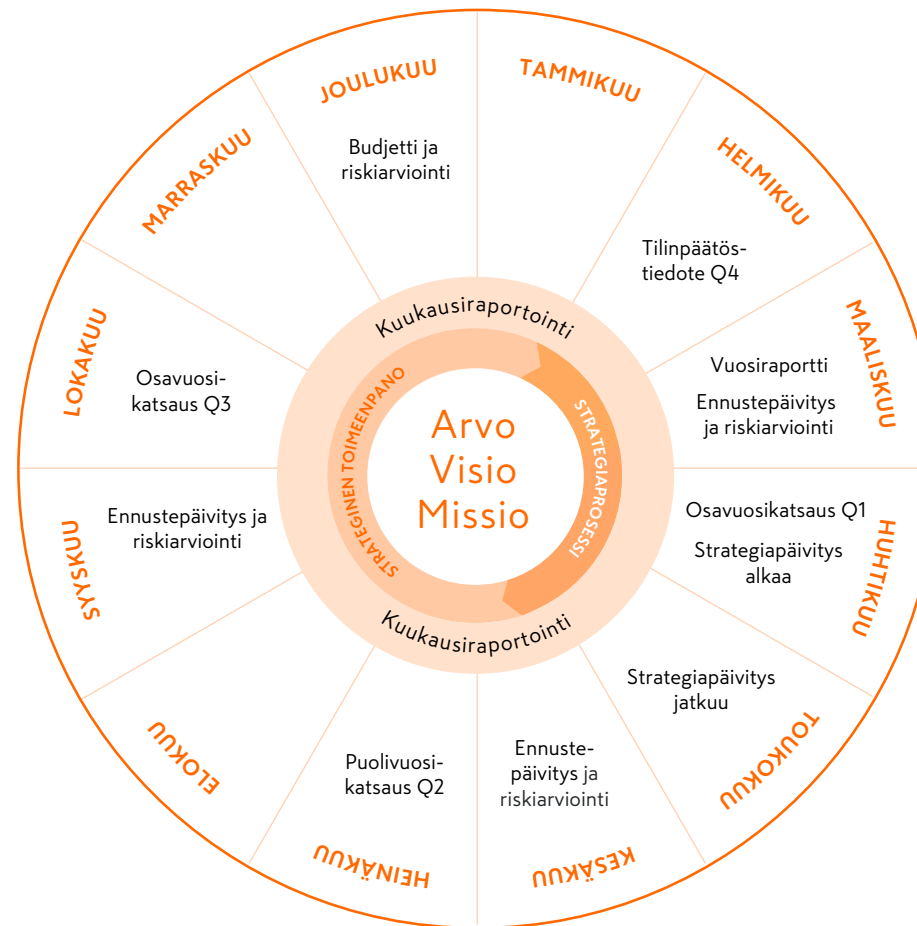 TAMMIKUU
HELMIKUU
Tilinpäätös-
tiedote Q4
MAALISKUU
Vuosiraportti
Ennustepäivitys
ja riskiarviointi
HUHTIKUU
Osavuosikatsaus Q1
Strategiapäivitys
alkaa
TOUKOKUU
Strategiapäivitys
jatkuu
KESÄKUU
Ennuste-
päivitys ja
riskiarviointi
HEINÄKUU
Puolivuosi-
katsaus Q2
ELOKUU
SYYSKUU
Ennustepäivitys ja
riskiarviointi
LOKAKUU
Osavuosi-
katsaus Q3
MARRASKUU
JOULUKUU
Budjetti ja
riskiarviointi
Kuukausiraportointi
STRATEGIAPROSESSI
STRATEGINEN TOIMEENPANO
Arvo
Visio
Missio
Kuukausiraportointi